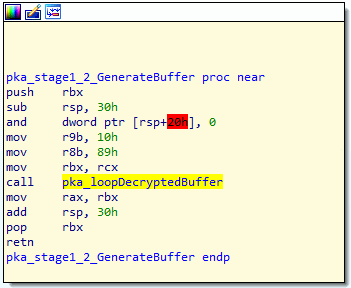 pka_stage1_2_GenerateBuffer proc near
push rbx
sub rsp, 30h
and dword ptr [rsp+20h], 0
mov r9b, 10h
mov r8b, 89h
mov rbx, rcx
call pka_loopDecryptedBuffer
mov rax, rbx
add rsp, 30h
pop rbx
retn
pka_stage1_2_GenerateBuffer endp